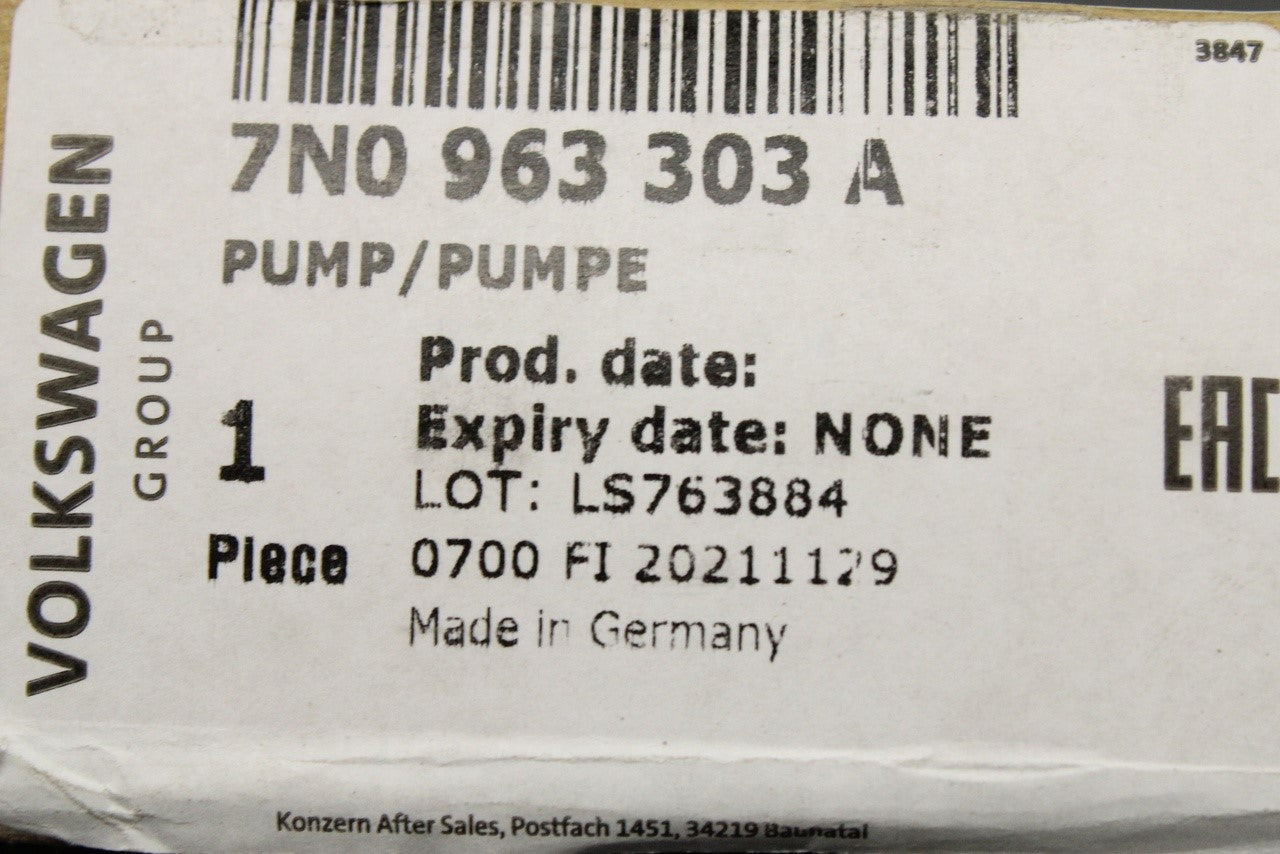 3847
7N0 963 303 A
PUMP/PUMPE
VOLKSWAGEN
GROUP
Prod. date:
Expiry date: NONE
1
LOT: LS763884
Piece
0700 FI 20211129
Made in Germany
EAC
Konzern After Sales, Postfach 1451, 34219 Baunatal